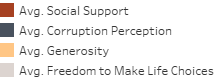 Avg. Social Support
Avg. Corruption Perception
Avg. Generosity
Avg. Freedom to Make Life Choices